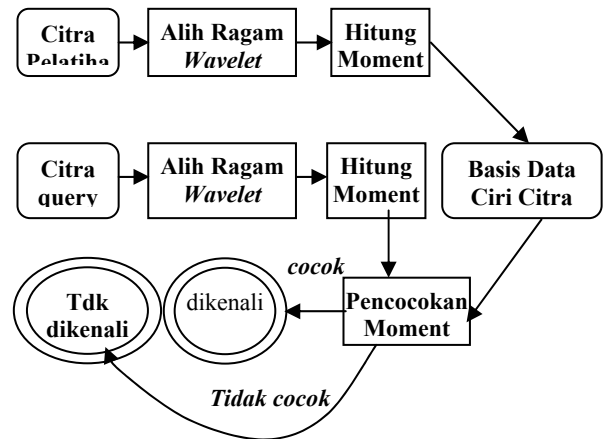 Citra
Pelatiha
Alih Ragam
Wavelet
Hitung
Moment
Citra
query
Alih Ragam
Wavelet
Hitung
Moment
Basis Data
Ciri Citra
cocok
Tdk
dikenali
dikenali
Pencocokan
Moment
Tidak cocok